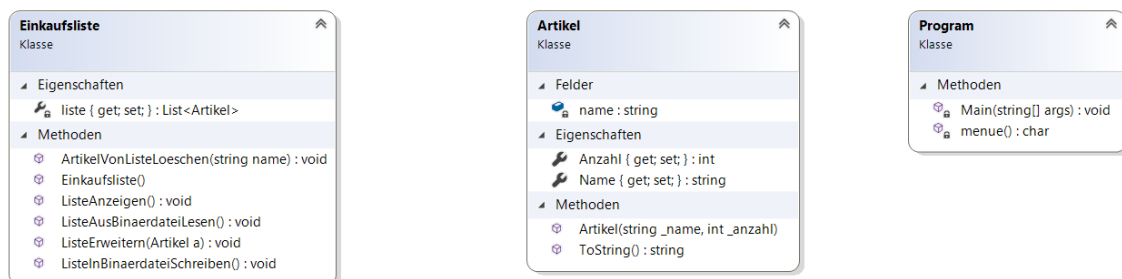 Einkaufsliste
Klasse
Eigenschaften
liste { get; set; } : List<Artikel>
Methoden
ArtikelVonListeLoeschen(string name) : void
Einkaufsliste()
ListeAnzeigen() : void
ListeAusBinaerdateiLesen() : void
ListeErweitern(Artikel a) : void
ListeInBinaerdateiSchreiben() : void
Artikel
Klasse
Felder
name : string
Eigenschaften
Anzahl { get; set; } : int
Name { get; set; } : string
Methoden
Artikel(string _name, int _anzahl)
ToString() : string
Program
Klasse
Methoden
Main(string[] args) : void
menue() : char